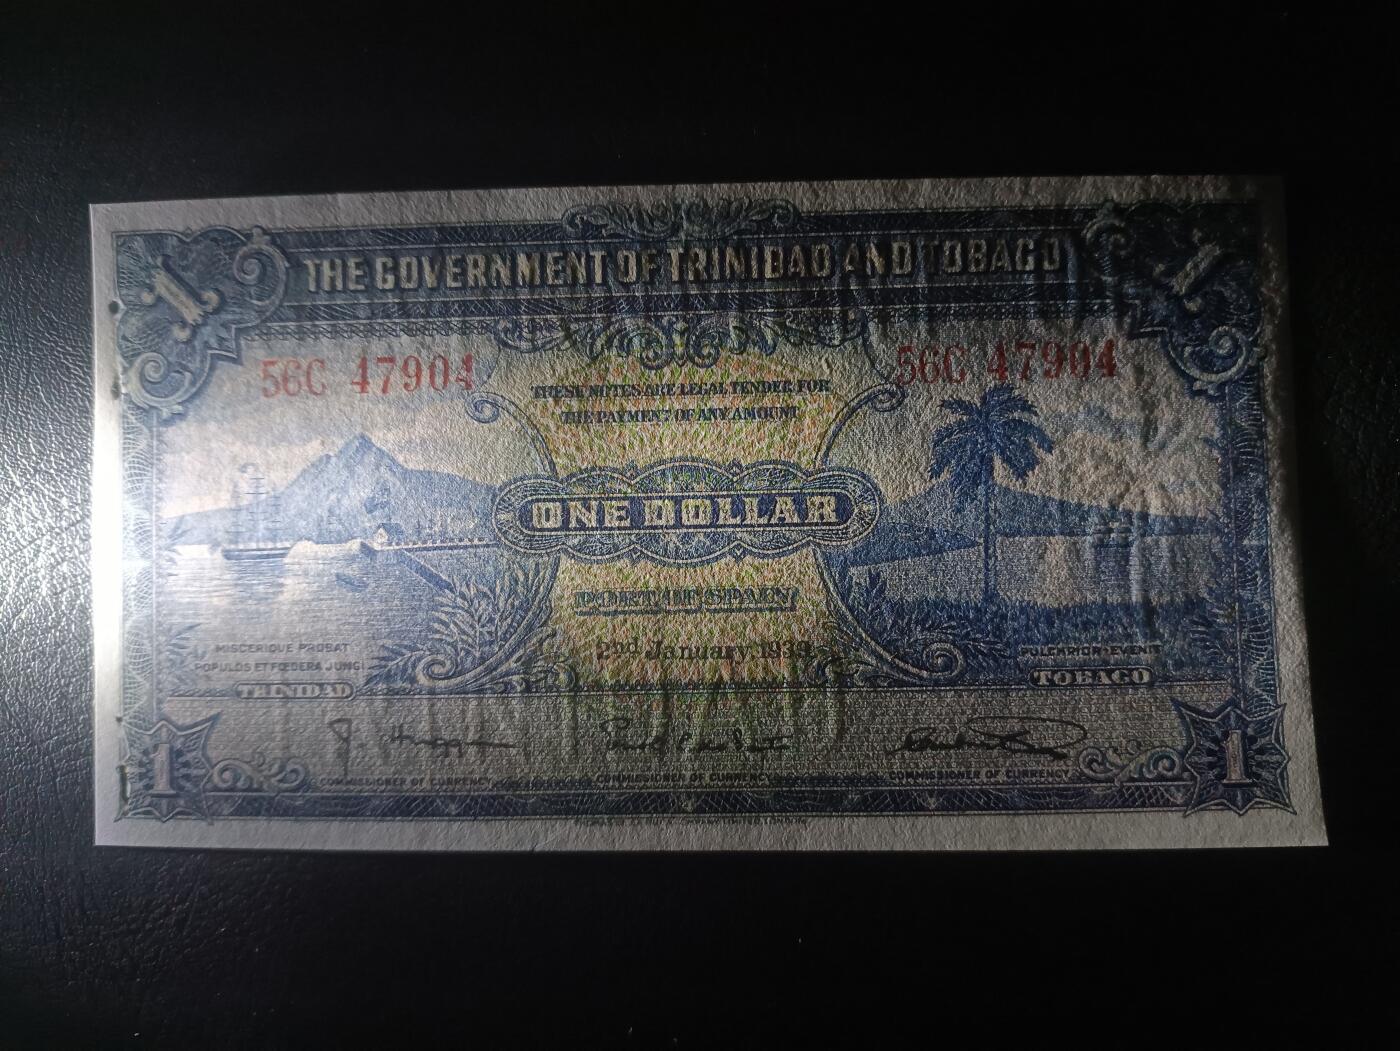 1 THE GOVERNMENT OF TRINIDAD AND TOBAGO 1
56C 47904 56C 47904
THESE NOTES ARE LEGAL TENDER FOR
THE PAYMENT OF ANY AMOUNT
ONE DOLLAR
PORT OF SPAIN
2nd January 1939
MISCERIQUE PROBAT
POPULOS ET FŒDERA JUNGI
TRINIDAD
PULCHRIOR EVENIT
TOBAGO
1 COMMISSIONER OF CURRENCY COMMISSIONER OF CURRENCY COMMISSIONER OF CURRENCY 1